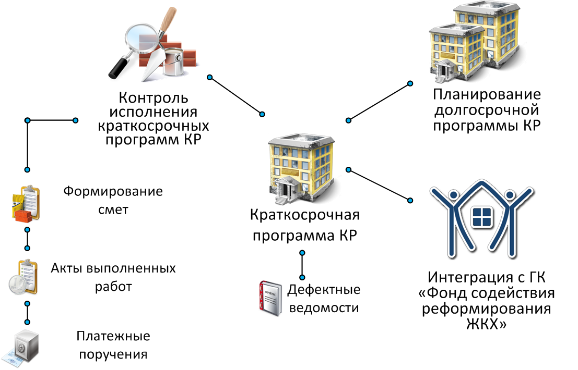 Контроль
исполнения
краткосрочных
программ КР
Планирование
долгосрочной
программы КР
Формирование
смет
Краткосрочная
программа КР
Акты выполненных
работ
Дефектные
ведомости
Интеграция с ГК
«Фонд содействия
реформирования
ЖКХ»
Платежные
поручения